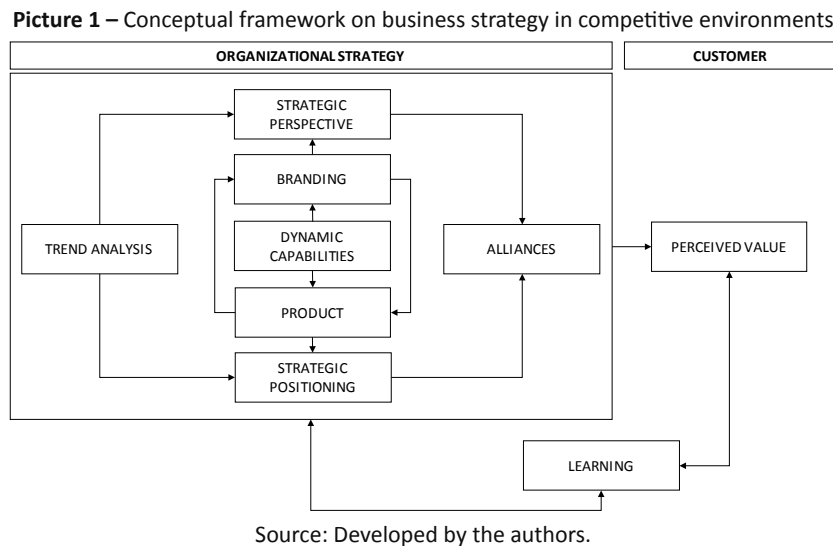 Picture 1 – Conceptual framework on business strategy in competitive environments
ORGANIZATIONAL STRATEGY
CUSTOMER
STRATEGIC
PERSPECTIVE
BRANDING
TREND ANALYSIS
DYNAMIC
CAPABILITIES
ALLIANCES
PERCEIVED VALUE
PRODUCT
STRATEGIC
POSITIONING
LEARNING
Source: Developed by the authors.